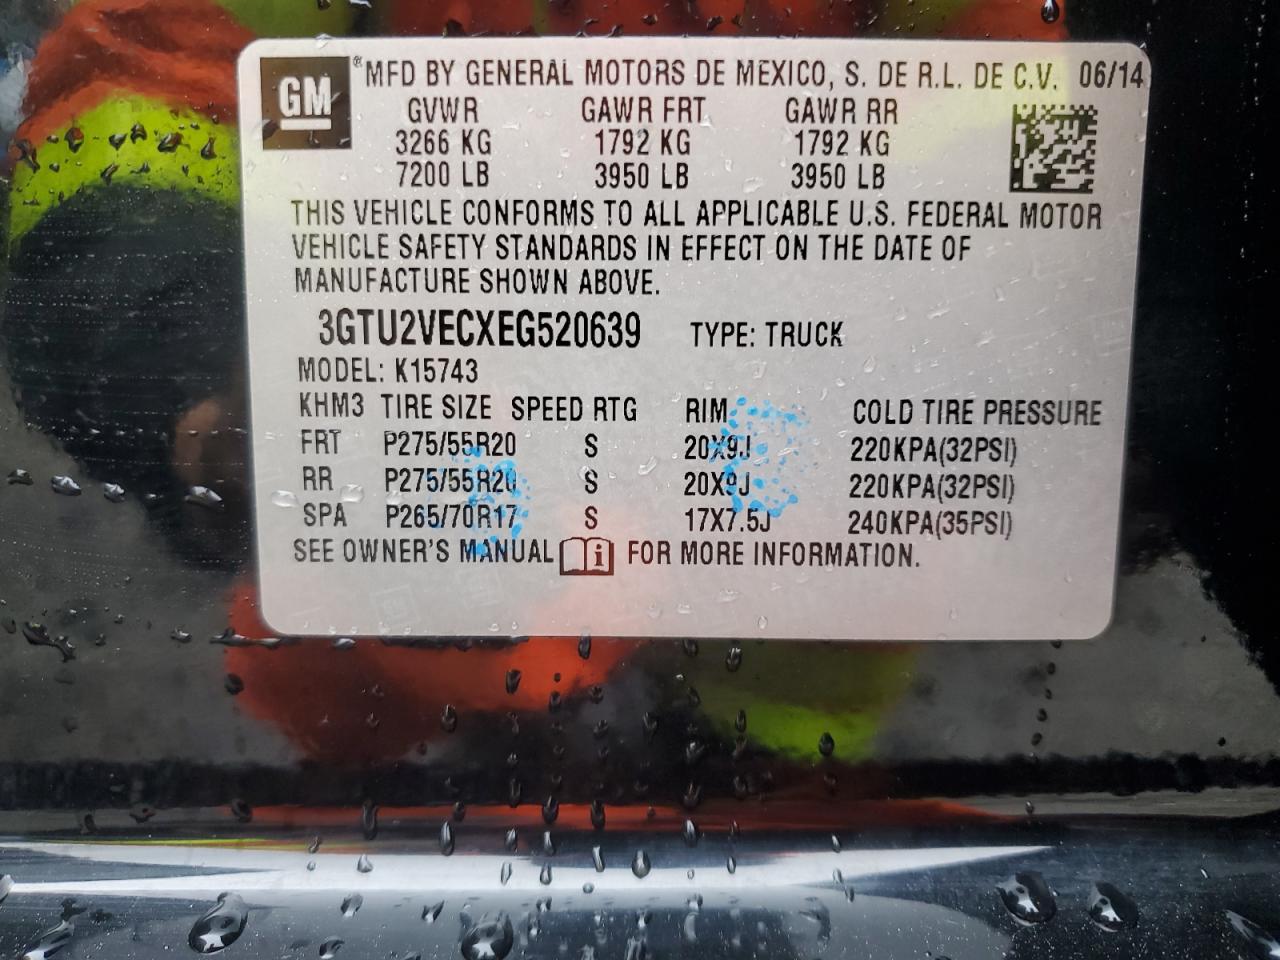 GM ® MFD BY GENERAL MOTORS DE MEXICO, S. DE R.L. DE C.V. 06/14
GVWR GAWR FRT GAWR RR
3266 KG 1792 KG 1792 KG
7200 LB 3950 LB 3950 LB
THIS VEHICLE CONFORMS TO ALL APPLICABLE U.S. FEDERAL MOTOR
VEHICLE SAFETY STANDARDS IN EFFECT ON THE DATE OF
MANUFACTURE SHOWN ABOVE.
3GTU2VECXEG520639 TYPE: TRUCK
MODEL: K15743
KHM3 TIRE SIZE SPEED RTG RIM COLD TIRE PRESSURE
FRT P275/55R20 S 20X9J 220KPA(32PSI)
RR P275/55R20 S 20X9J 220KPA(32PSI)
SPA P265/70R17 S 17X7.5J 240KPA(35PSI)
SEE OWNER'S MANUAL i FOR MORE INFORMATION.